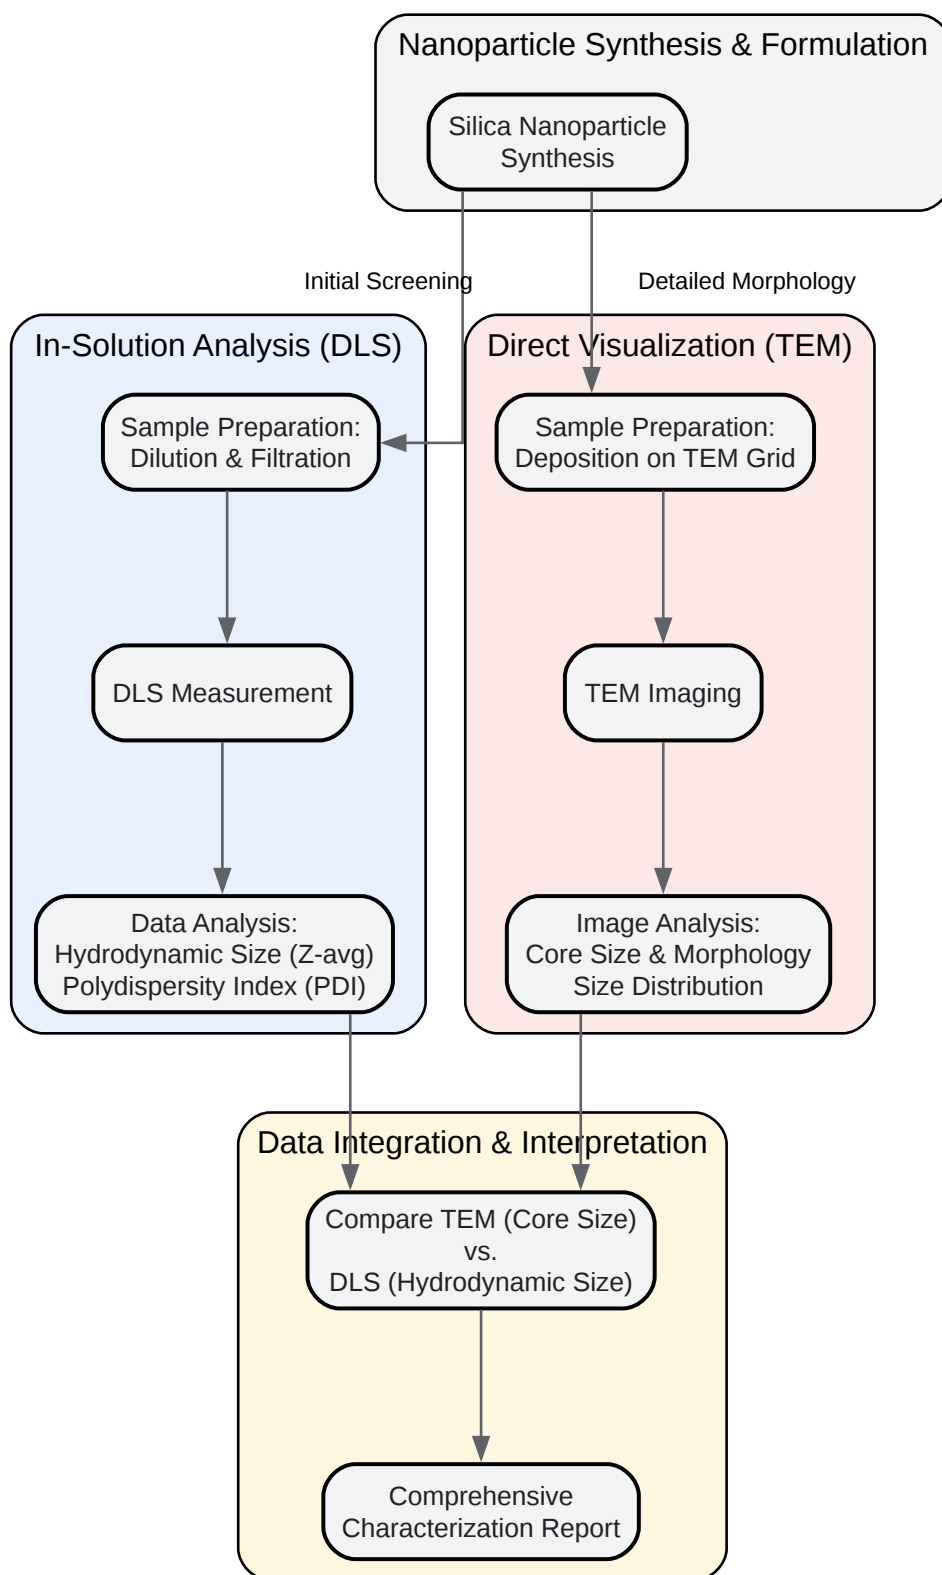 Nanoparticle Synthesis & Formulation
Silica Nanoparticle
Synthesis
Initial Screening
Detailed Morphology
In-Solution Analysis (DLS)
Sample Preparation:
Dilution & Filtration
DLS Measurement
Data Analysis:
Hydrodynamic Size (Z-avg)
Polydispersity Index (PDI)
Direct Visualization (TEM)
Sample Preparation:
Deposition on TEM Grid
TEM Imaging
Image Analysis:
Core Size & Morphology
Size Distribution
Data Integration & Interpretation
Compare TEM (Core Size)
vs.
DLS (Hydrodynamic Size)
Comprehensive
Characterization Report